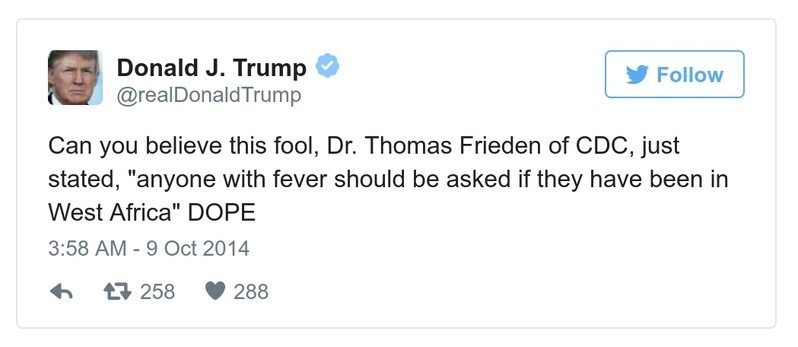 Donald J. Trump
@realDonaldTrump
Follow
Can you believe this fool, Dr. Thomas Frieden of CDC, just
stated, "anyone with fever should be asked if they have been in
West Africa" DOPE
3:58 AM - 9 Oct 2014
258 288